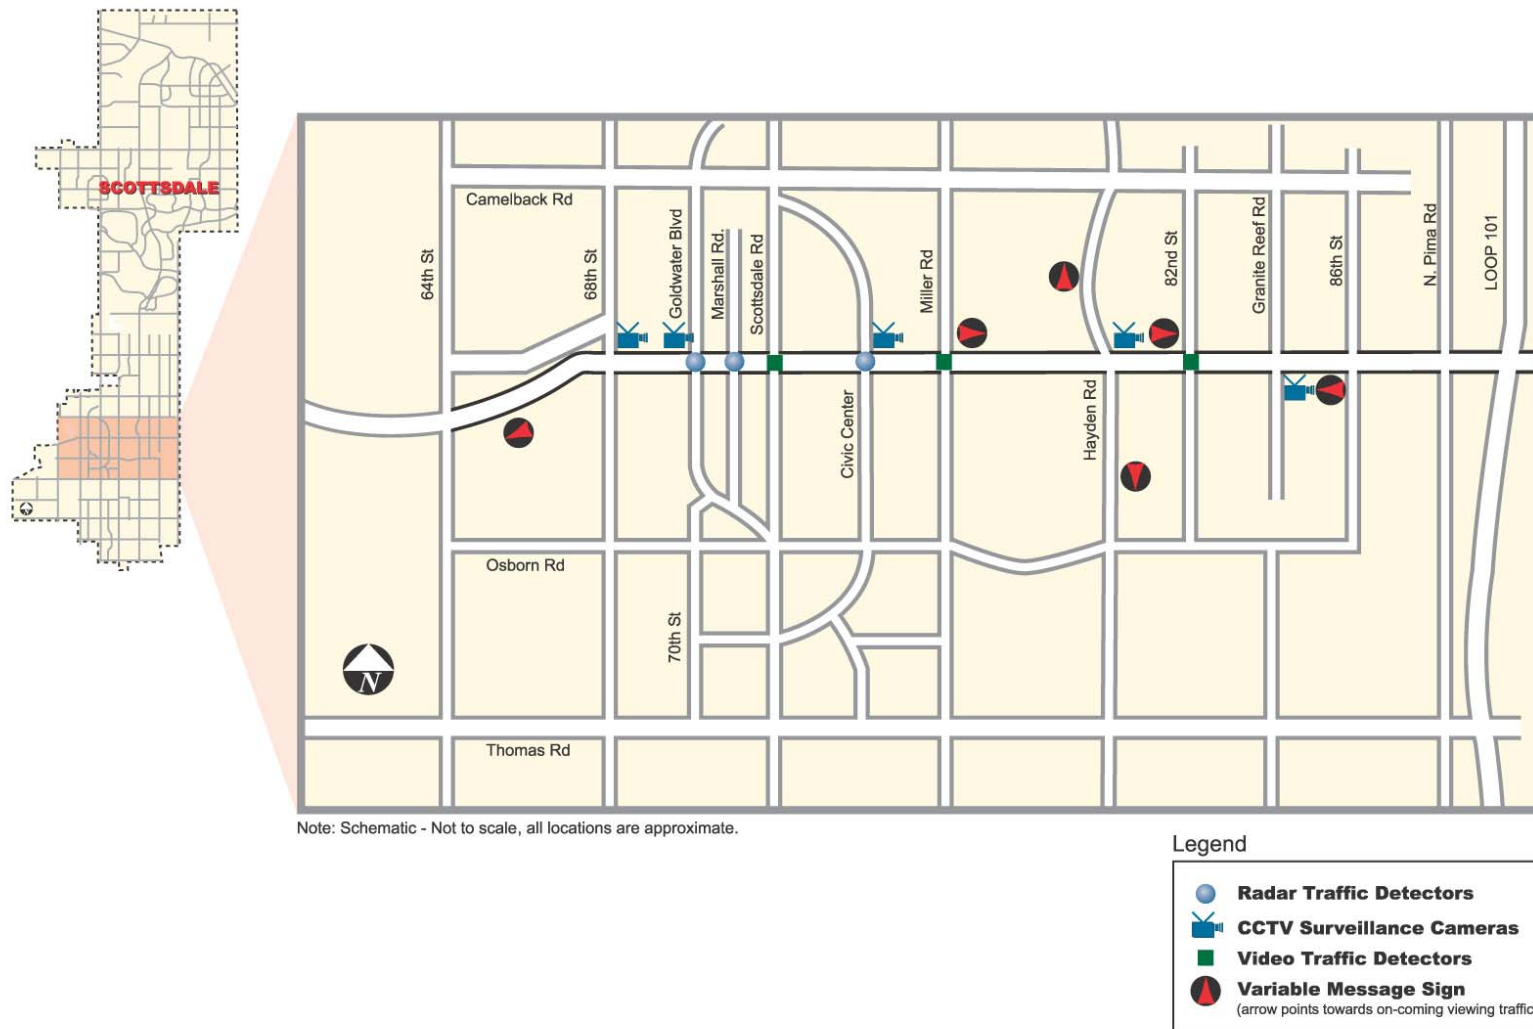 SCOTTSDALE
Camelback Rd
64th St
68th St
Goldwater Blvd
Marshall Rd.
Scottsdale Rd
Miller Rd
82nd St
Granite Reef Rd
86th St
N. Pima Rd
LOOP 101
Civic Center
Hayden Rd
Osborn Rd
70th St
N
Thomas Rd
Note: Schematic - Not to scale, all locations are approximate.
Legend
Radar Traffic Detectors
CCTV Surveillance Cameras
Video Traffic Detectors
Variable Message Sign
(arrow points towards on-coming viewing traffic